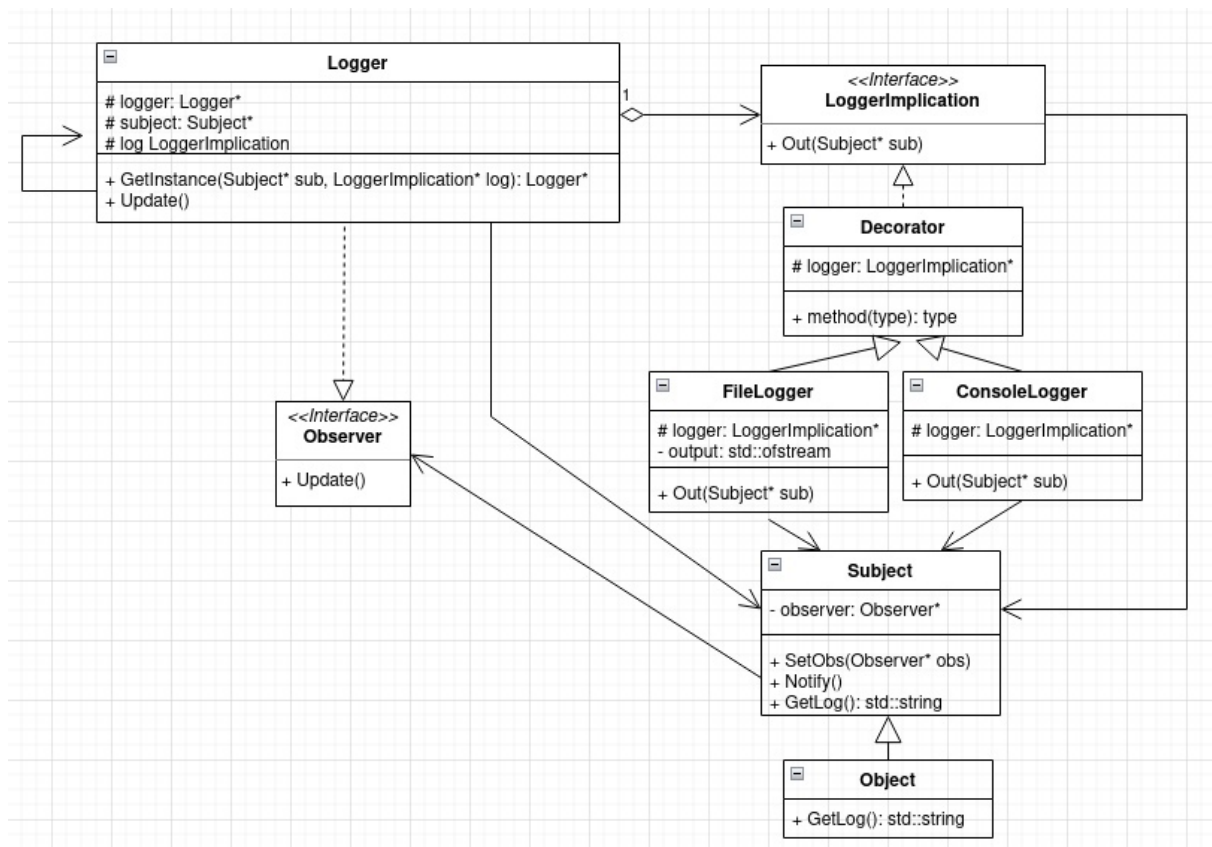 Logger
# logger: Logger*
# subject: Subject*
# log LoggerImplication
+ GetInstance(Subject* sub, LoggerImplication* log): Logger*
+ Update()
1
<<Interface>>
LoggerImplication
+ Out(Subject* sub)
Decorator
# logger: LoggerImplication*
+ method(type): type
FileLogger
# logger: LoggerImplication*
- output: std::ofstream
+ Out(Subject* sub)
ConsoleLogger
# logger: LoggerImplication*
+ Out(Subject* sub)
<<Interface>>
Observer
+ Update()
Subject
- observer: Observer*
+ SetObs(Observer* obs)
+ Notify()
+ GetLog(): std::string
Object
+ GetLog(): std::string